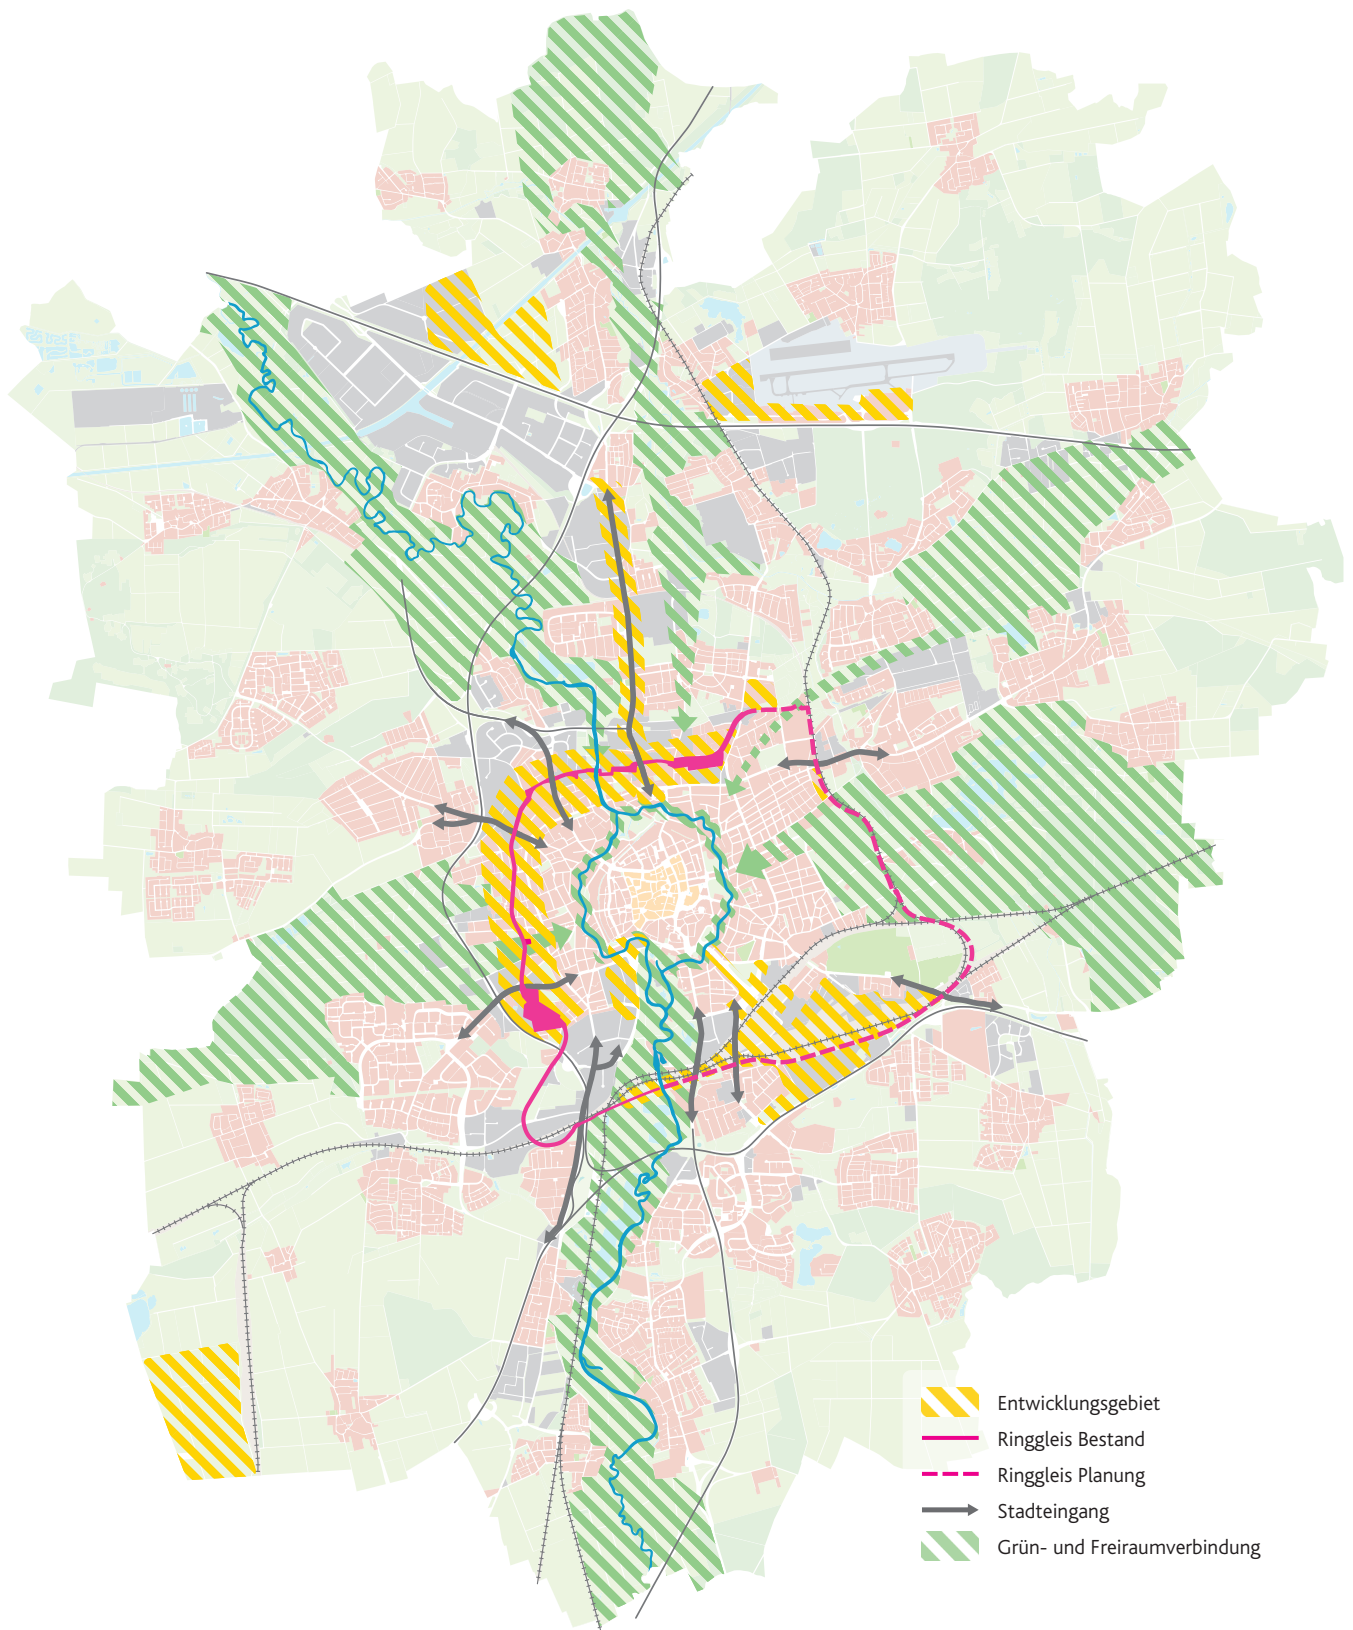 Entwicklungsgebiet
Ringgleis Bestand
Ringgleis Planung
Stadteingang
Grün- und Freiraumverbindung